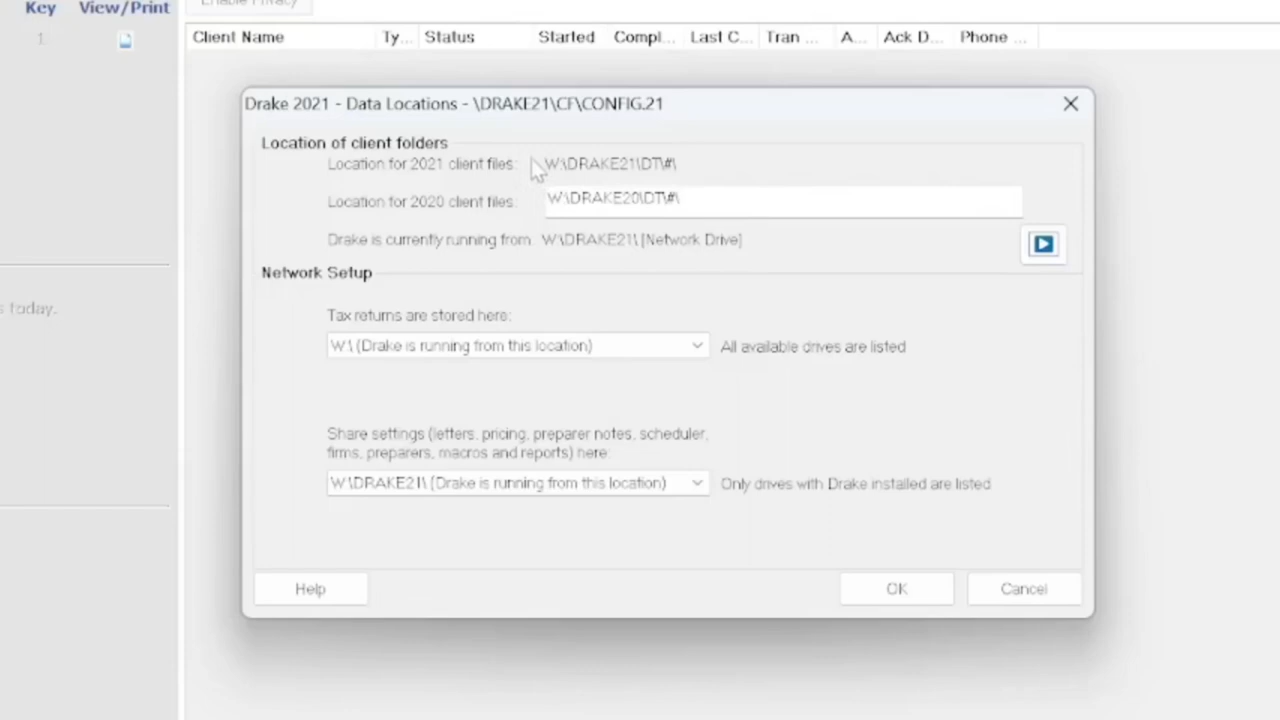 Key View/Print
Enable Privacy
1
Client Name Ty... Status Started Compl... Last C... Tran ... A... Ack D... Phone ...
Drake 2021 - Data Locations - \DRAKE21\CF\CONFIG.21
Location of client folders
Location for 2021 client files: W:\DRAKE21\DT\#\
Location for 2020 client files: W:\DRAKE20\DT\#\
Drake is currently running from: W:\DRAKE21\ [Network Drive]
Network Setup
s today.
Tax returns are stored here:
W:\ (Drake is running from this location) All available drives are listed
Share settings (letters, pricing, preparer notes, scheduler,
firms, preparers, macros and reports) here:
W:\DRAKE21\ (Drake is running from this location) Only drives with Drake installed are listed
Help OK Cancel